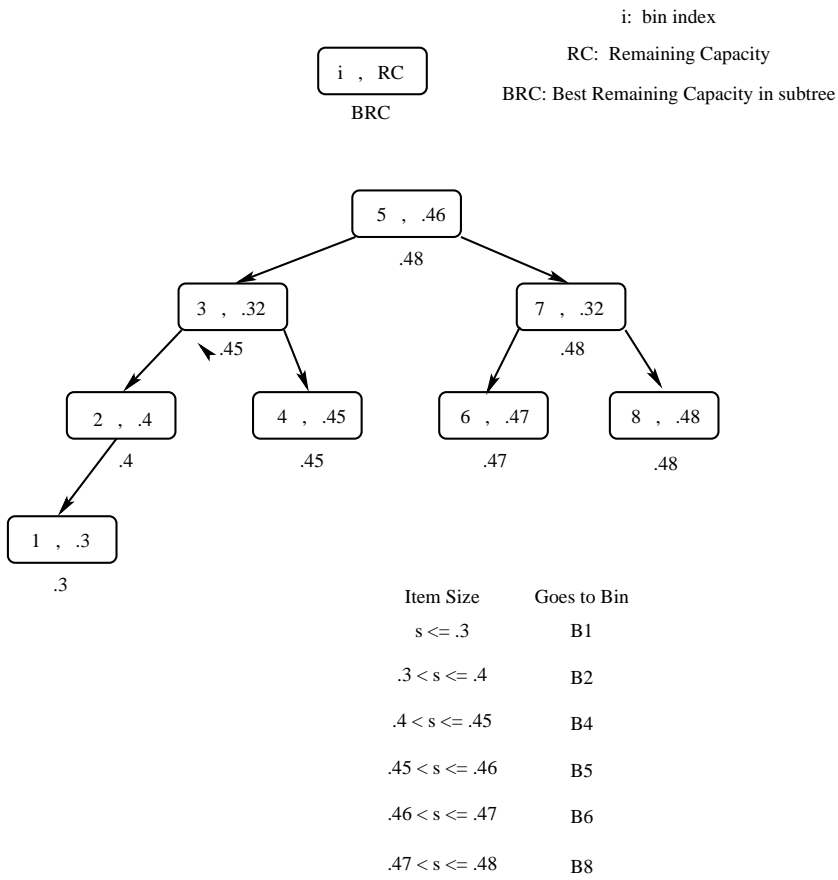 i: bin index
i , RC
RC: Remaining Capacity
BRC
BRC: Best Remaining Capacity in subtree
5 , .46
.48
3 , .32
7 , .32
.45
.48
2 , .4
4 , .45
6 , .47
8 , .48
.4
.45
.47
.48
1 , .3
.3
Item Size Goes to Bin
s <= .3 B1
.3 < s <= .4 B2
.4 < s <= .45 B4
.45 < s <= .46 B5
.46 < s <= .47 B6
.47 < s <= .48 B8